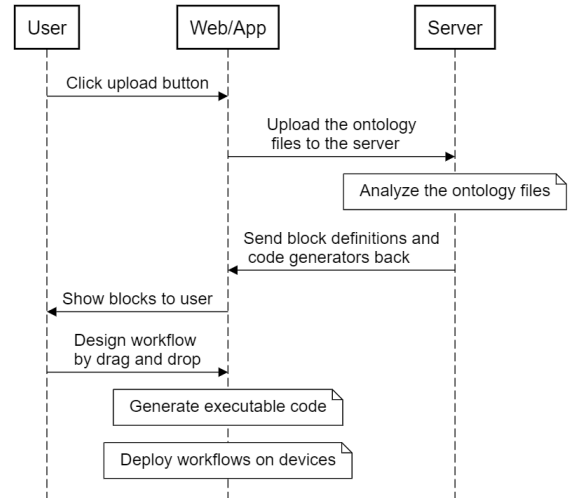 User
Web/App
Server
Click upload button
Upload the ontology
files to the server
Analyze the ontology files
Send block definitions and
code generators back
Show blocks to user
Design workflow
by drag and drop
Generate executable code
Deploy workflows on devices